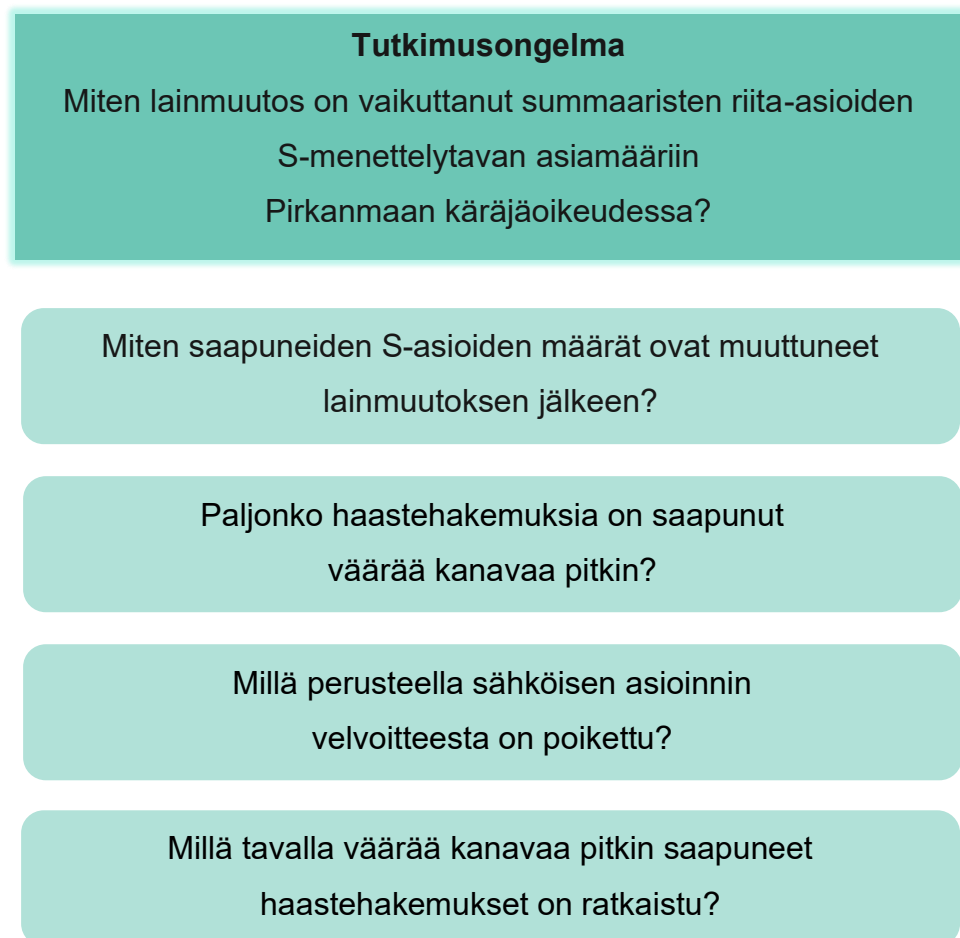 Tutkimusongelma
Miten lainmuutos on vaikuttanut summaaristen riita-asioiden
S-menettelytavan asiamääriin
Pirkanmaan käräjäoikeudessa?
Miten saapuneiden S-asioiden määrät ovat muuttuneet
lainmuutoksen jälkeen?
Paljonko haastehakemuksia on saapunut
väärää kanavaa pitkin?
Millä perusteella sähköisen asioinnin
velvoitteesta on poikettu?
Millä tavalla väärää kanavaa pitkin saapuneet
haastehakemukset on ratkaistu?